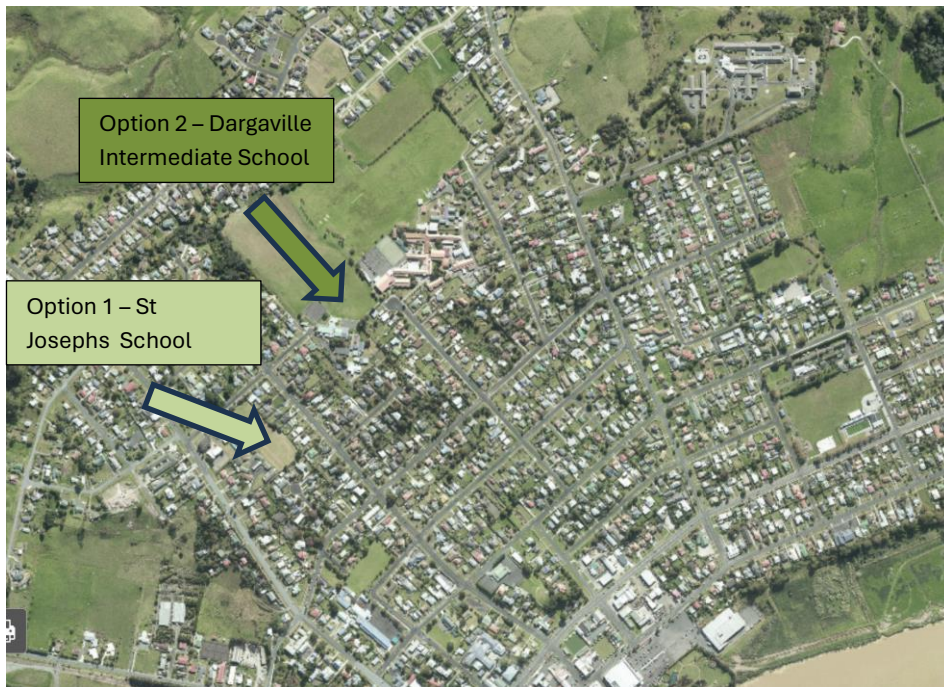 Option 2 – Dargaville
Intermediate School
Option 1 – St
Josephs School